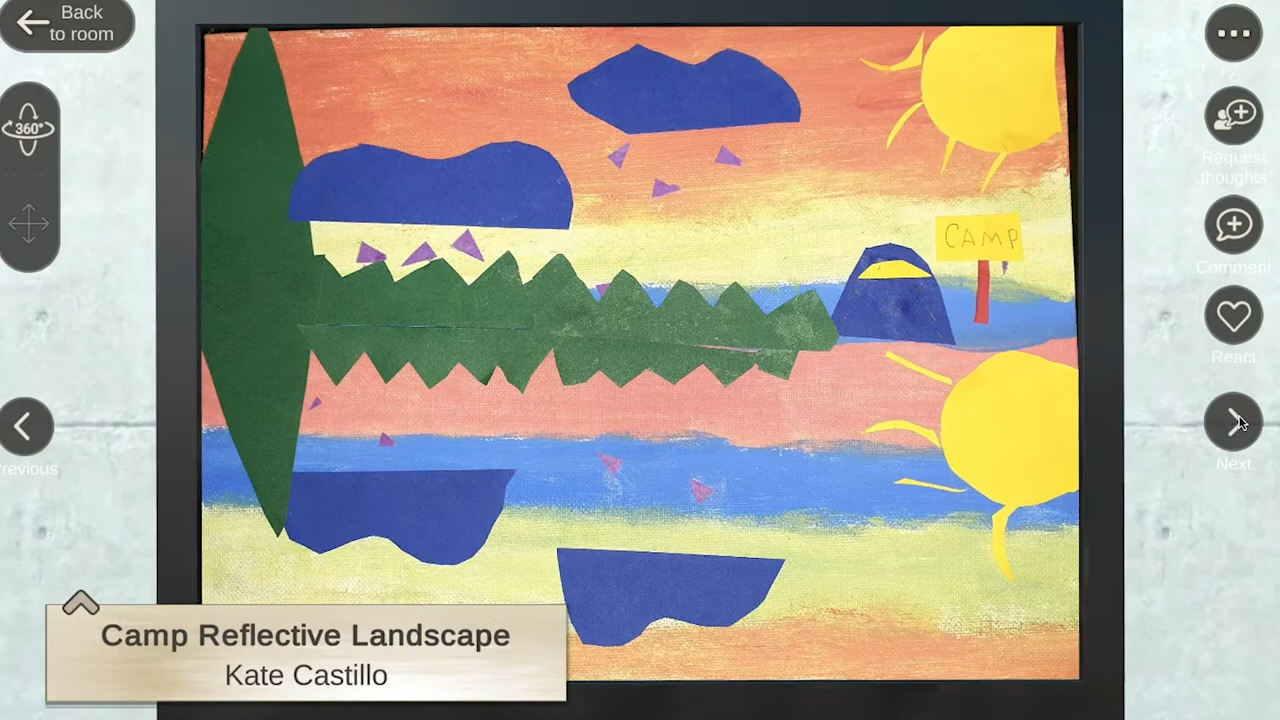 Back
to room
360°
CAMP
Request
thoughts
Comment
React
Previous
Next
Camp Reflective Landscape
Kate Castillo